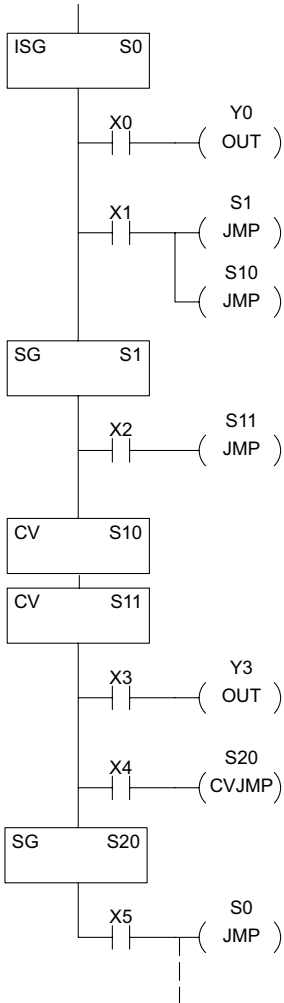 ISG S0
Y0
X0
OUT
S1
X1
JMP
S10
JMP
SG S1
X2
S11
JMP
CV S10
CV S11
Y3
X3
OUT
S20
X4
CVJMP
SG S20
S0
X5
JMP